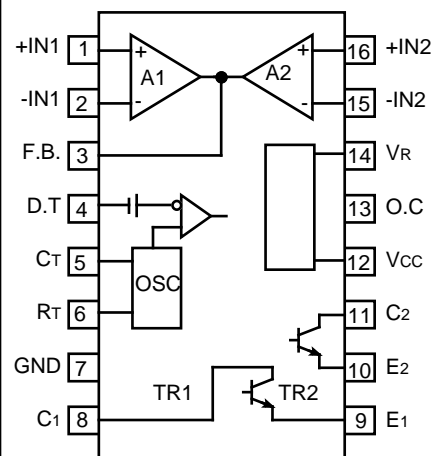 +IN1 1 + A1 A2 + 16 +IN2
-IN1 2 - - 15 -IN2
F.B. 3 14 VR
D.T 4 13 O.C
CT 5 OSC 12 VCC
RT 6 11 C2
GND 7 10 E2
C1 8 TR1 TR2 9 E1